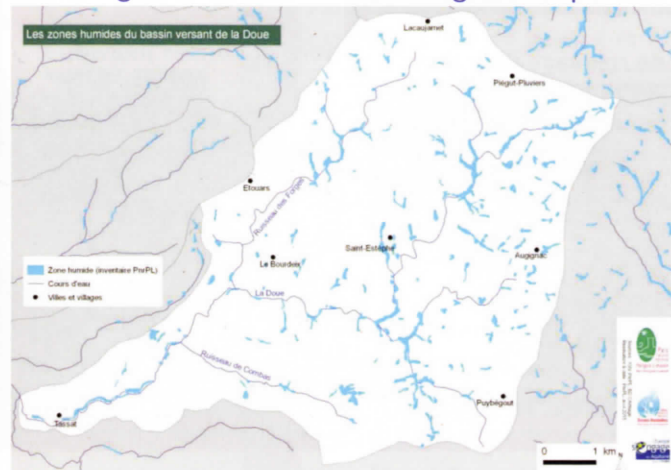 Les zones humides du bassin versant de la Doue
Lacaujamet
Piégut-Pluviers
Etouars
Ruisseau des Forges
Saint-Estèphe
Le Bourdeix
Augignac
Zone humide (inventaire PnrPL)
Cours d'eau
Villes et villages
La Doue
Ruisseau de Combas
Puybégout
0 1 km